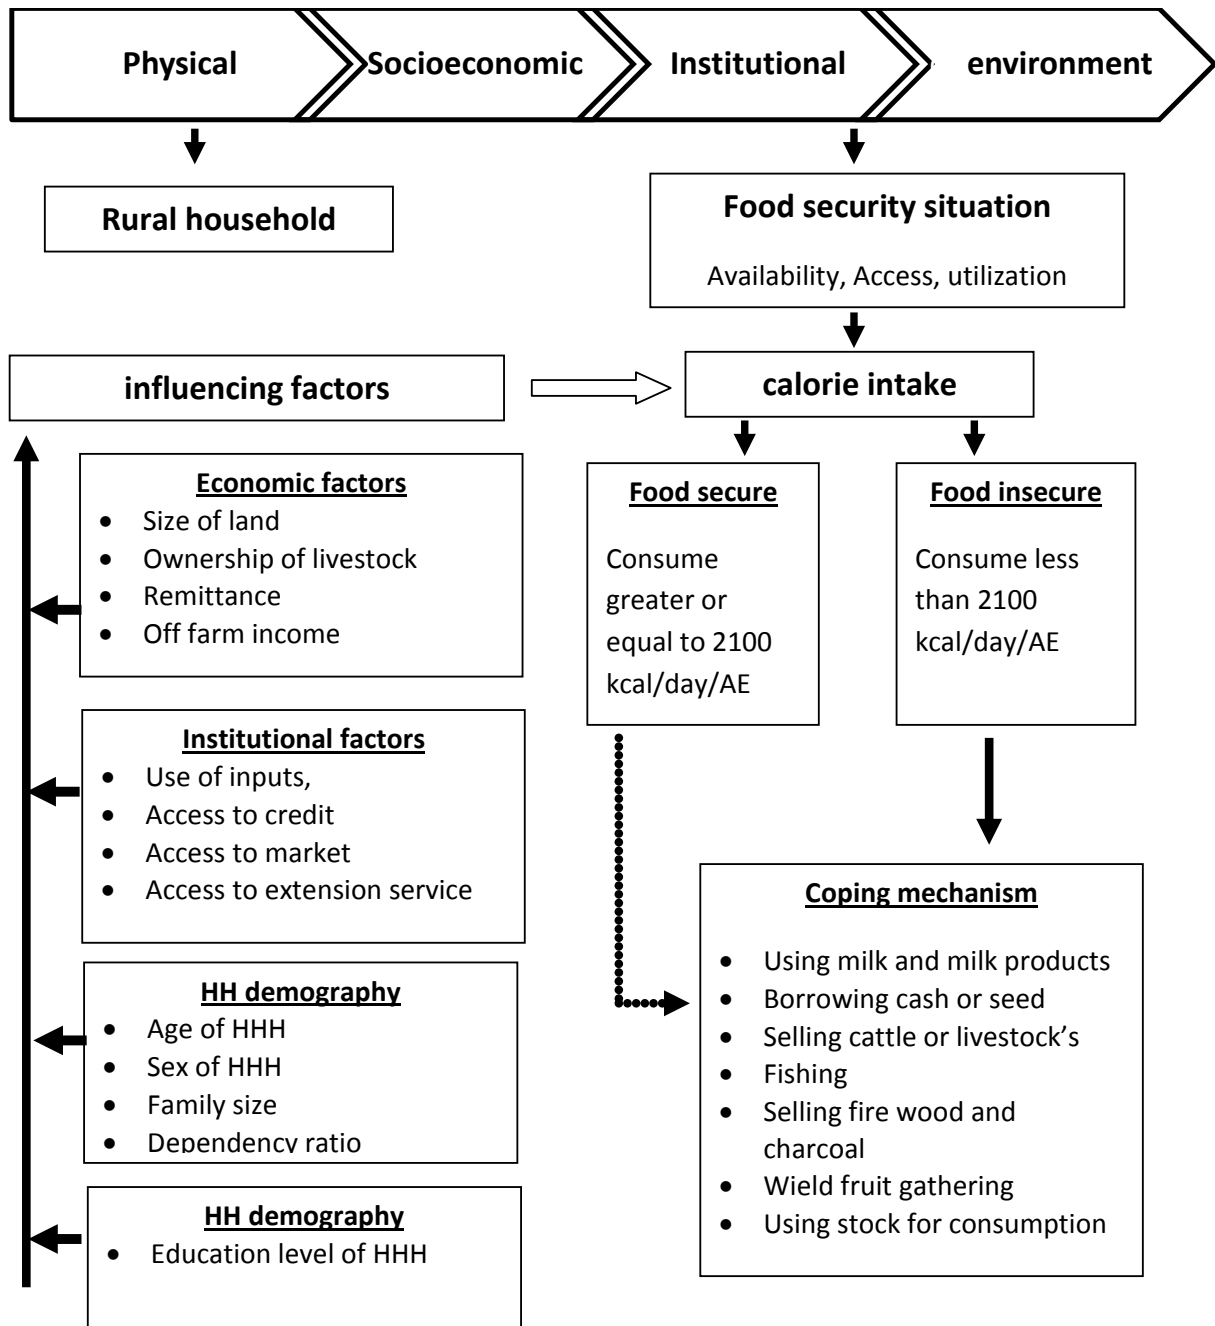 Physical
Socioeconomic
Institutional
environment
Rural household
Food security situation
Availability, Access, utilization
influencing factors
calorie intake
Economic factors
• Size of land
• Ownership of livestock
• Remittance
• Off farm income
Institutional factors
• Use of inputs,
• Access to credit
• Access to market
• Access to extension service
HH demography
• Age of HHH
• Sex of HHH
• Family size
• Dependency ratio
HH demography
• Education level of HHH
Food secure
Consume
greater or
equal to 2100
kcal/day/AE
Food insecure
Consume less
than 2100
kcal/day/AE
Coping mechanism
• Using milk and milk products
• Borrowing cash or seed
• Selling cattle or livestock’s
• Fishing
• Selling fire wood and
charcoal
• Wield fruit gathering
• Using stock for consumption